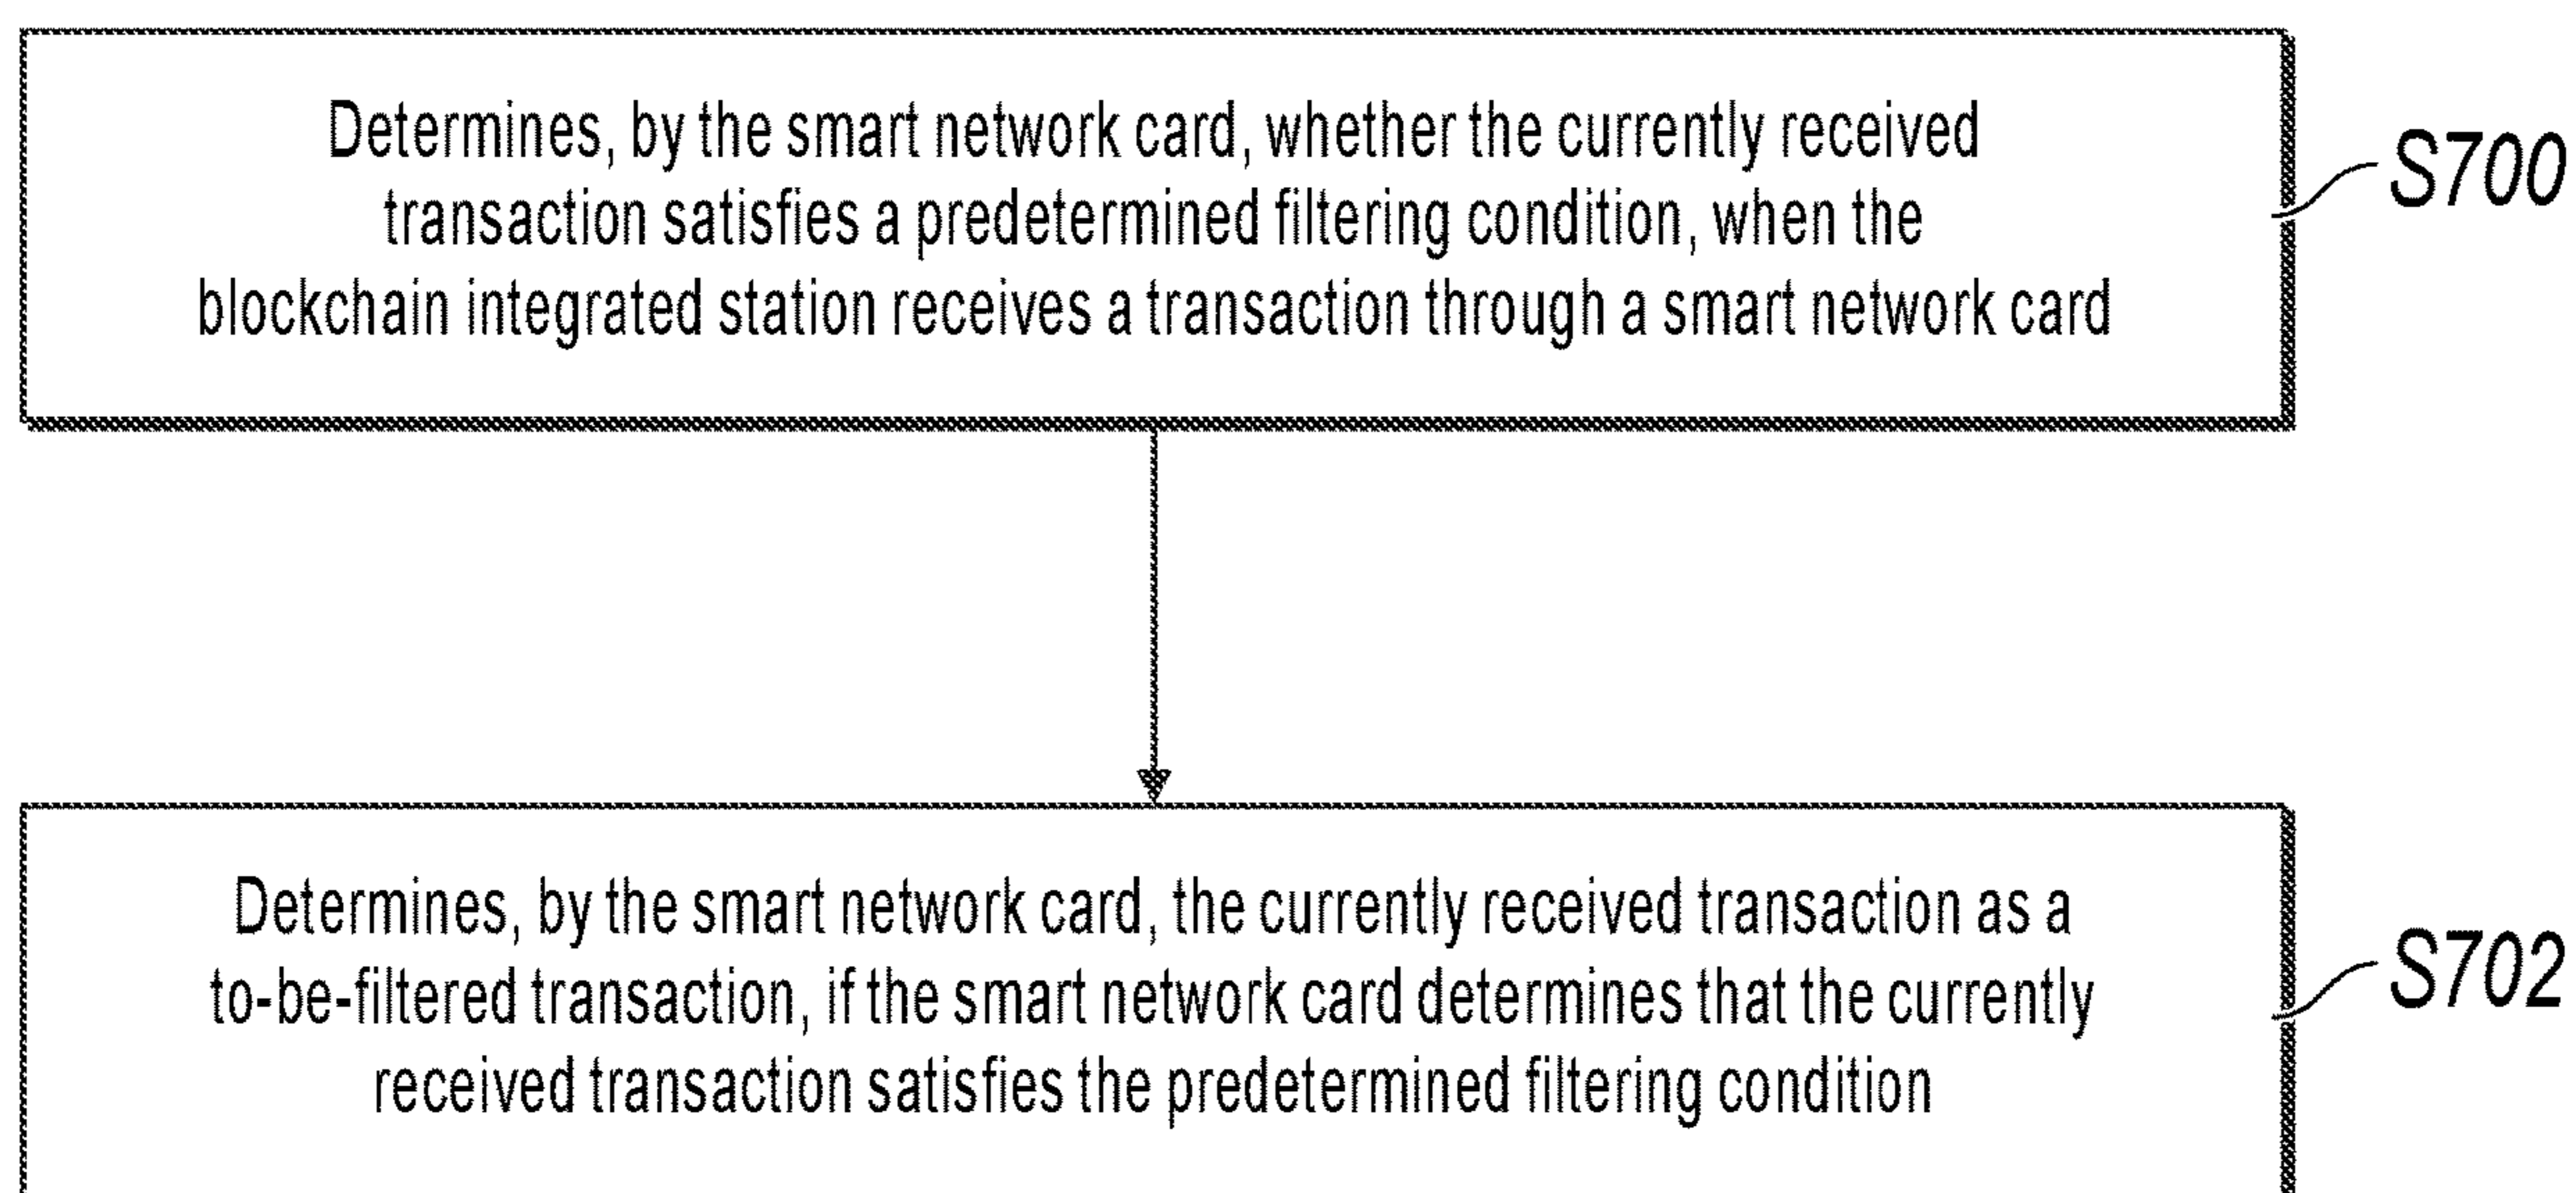 Determines, by the smart network card, whether the currently received
transaction satisfies a predetermined filtering condition, when the
blockchain integrated station receives a transaction through a smart network card
S700
Determines, by the smart network card, the currently received transaction as a
to-be-filtered transaction, if the smart network card determines that the currently
received transaction satisfies the predetermined filtering condition
S702